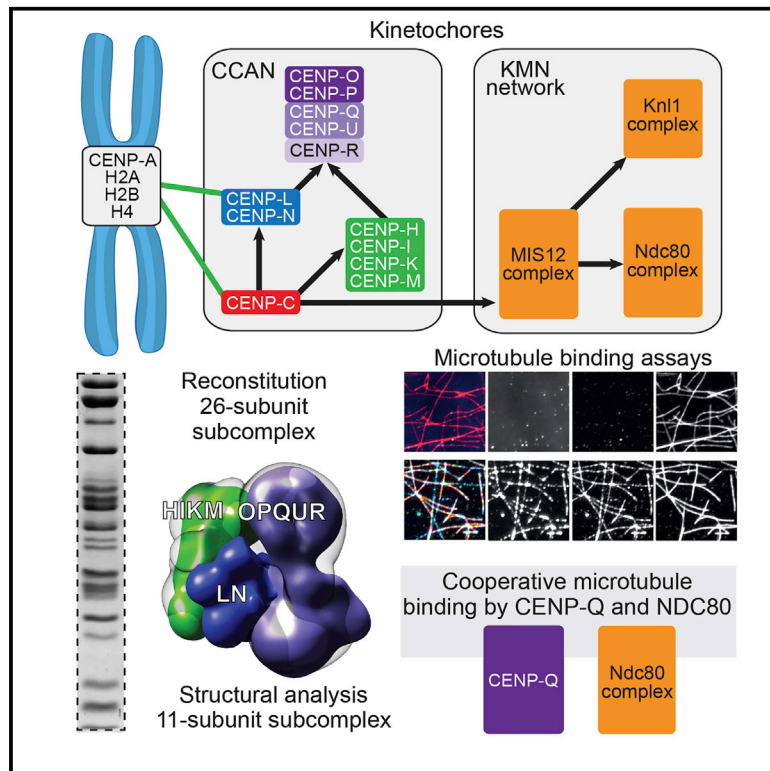 Kinetochores
CCAN
KMN
network
CENP-O
CENP-P
CENP-Q
CENP-U
CENP-R
Knl1
complex
CENP-A
H2A
H2B
H4
CENP-L
CENP-N
CENP-H
CENP-I
CENP-K
CENP-M
MIS12
complex
Ndc80
complex
CENP-C
Reconstitution
26-subunit
subcomplex
Microtubule binding assays
HIKM
OPQUR
LN
Structural analysis
11-subunit subcomplex
Cooperative microtubule
binding by CENP-Q and NDC80
CENP-Q
Ndc80
complex